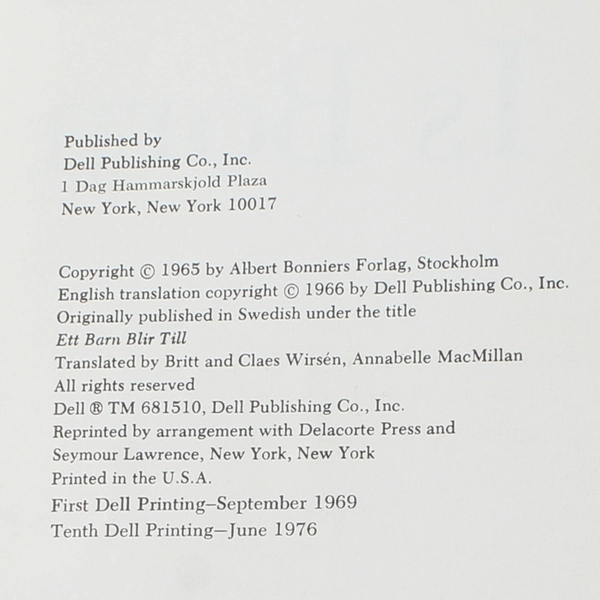 Published by
Dell Publishing Co., Inc.
1 Dag Hammarskjold Plaza
New York, New York 10017
Copyright © 1965 by Albert Bonniers Forlag, Stockholm
English translation copyright © 1966 by Dell Publishing Co., Inc.
Originally published in Swedish under the title
Ett Barn Blir Till
Translated by Britt and Claes Wirsén, Annabelle MacMillan
All rights reserved
Dell ® TM 681510, Dell Publishing Co., Inc.
Reprinted by arrangement with Delacorte Press and
Seymour Lawrence, New York, New York
Printed in the U.S.A.
First Dell Printing—September 1969
Tenth Dell Printing—June 1976